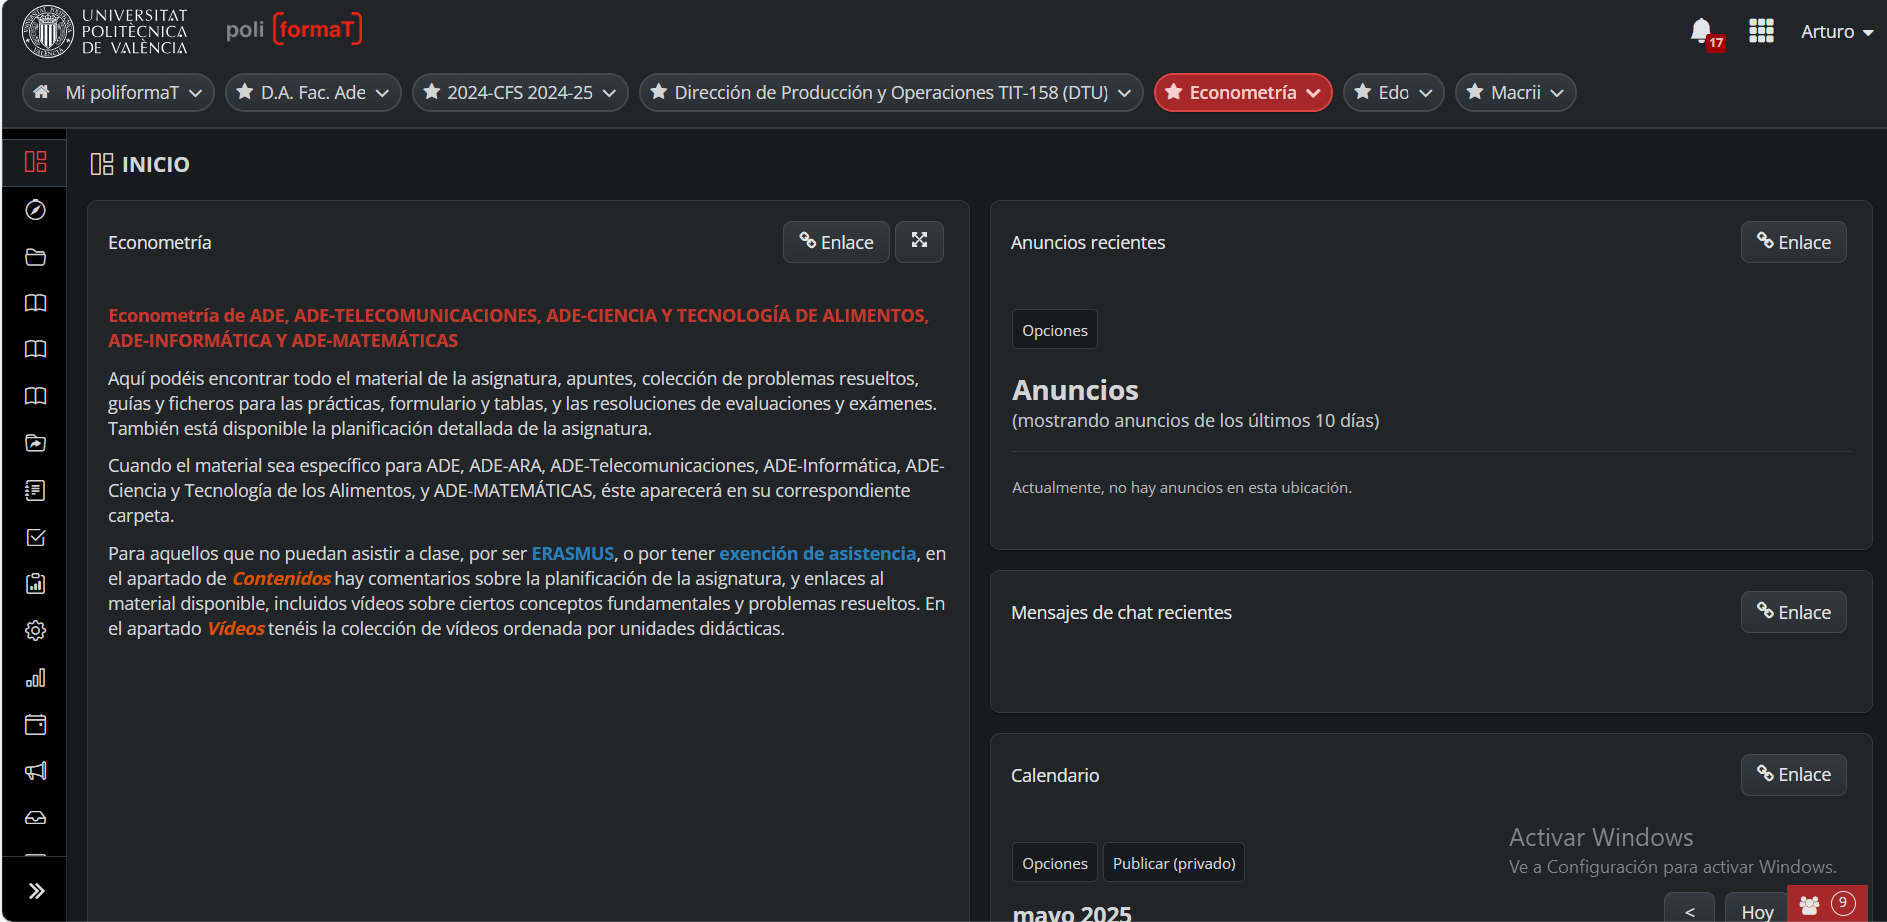 UNIVERSITAT
POLITÈCNICA
DE VALÈNCIA
poli [formaT]
17
Arturo
Mi poliformaT
D.A. Fac. Ade
2024-CFS 2024-25
Dirección de Producción y Operaciones TIT-158 (DTU)
Econometría
Edo
Macrii
INICIO
Econometría
Enlace
Econometría de ADE, ADE-TELECOMUNICACIONES, ADE-CIENCIA Y TECNOLOGÍA DE ALIMENTOS,
ADE-INFORMÁTICA Y ADE-MATEMÁTICAS
Aquí podéis encontrar todo el material de la asignatura, apuntes, colección de problemas resueltos,
guías y ficheros para las prácticas, formulario y tablas, y las resoluciones de evaluaciones y exámenes.
También está disponible la planificación detallada de la asignatura.
Cuando el material sea específico para ADE, ADE-ARA, ADE-Telecomunicaciones, ADE-Informática, ADE-
Ciencia y Tecnología de los Alimentos, y ADE-MATEMÁTICAS, éste aparecerá en su correspondiente
carpeta.
Para aquellos que no puedan asistir a clase, por ser ERASMUS, o por tener exención de asistencia, en
el apartado de Contenidos hay comentarios sobre la planificación de la asignatura, y enlaces al
material disponible, incluidos vídeos sobre ciertos conceptos fundamentales y problemas resueltos. En
el apartado Vídeos tenéis la colección de vídeos ordenada por unidades didácticas.
Anuncios recientes
Enlace
Opciones
Anuncios
(mostrando anuncios de los últimos 10 días)
Actualmente, no hay anuncios en esta ubicación.
Mensajes de chat recientes
Enlace
Calendario
Enlace
Activar Windows
Ve a Configuración para activar Windows.
Opciones
Publicar (privado)
mayo 2025
<
Hoy
9